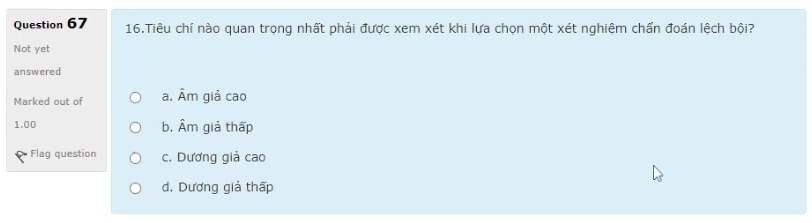 Question 67
Not yet
answered
Marked out of
1.00
Flag question
16.Tiêu chí nào quan trọng nhất phải được xem xét khi lựa chọn một xét nghiệm chẩn đoán lệch bội?
a. Âm giả cao
b. Âm giả thấp
c. Dương giả cao
d. Dương giả thấp